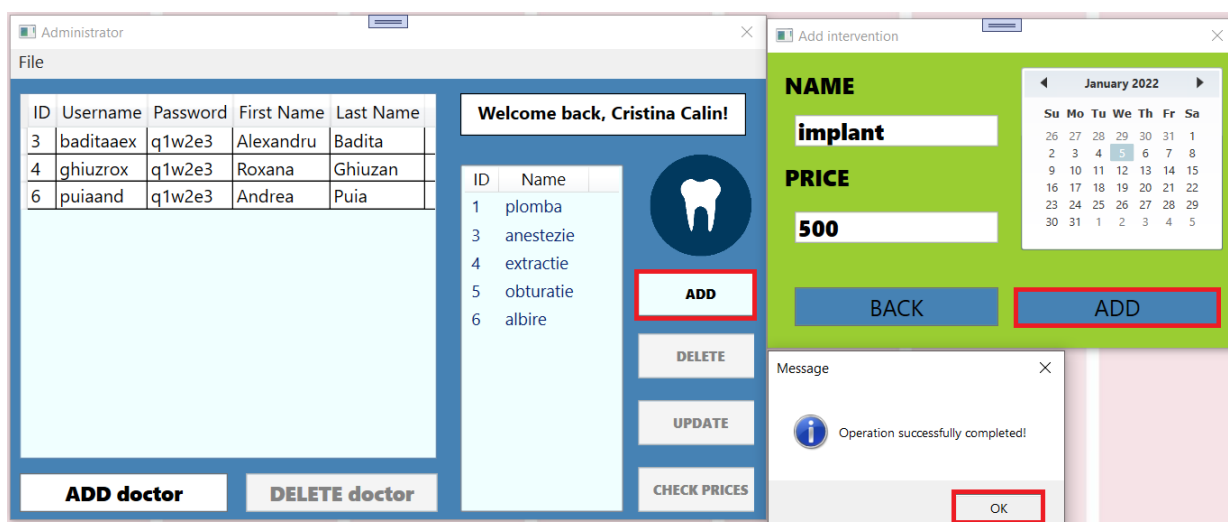 Administrator
File
ID Username Password First Name Last Name
3 baditaaex q1w2e3 Alexandru Badita
4 ghiuzrox q1w2e3 Roxana Ghiuzan
6 puiaand q1w2e3 Andrea Puia
ADD doctor
DELETE doctor
Welcome back, Cristina Calin!
ID Name
1 plomba
3 anestezie
4 extractie
5 obturatie
6 albire
ADD
DELETE
UPDATE
CHECK PRICES
Add intervention
NAME
implant
PRICE
500
January 2022
Su Mo Tu We Th Fr Sa
26 27 28 29 30 31 1
2 3 4 5 6 7 8
9 10 11 12 13 14 15
16 17 18 19 20 21 22
23 24 25 26 27 28 29
30 31 1 2 3 4 5
BACK
ADD
Message
Operation successfully completed!
OK